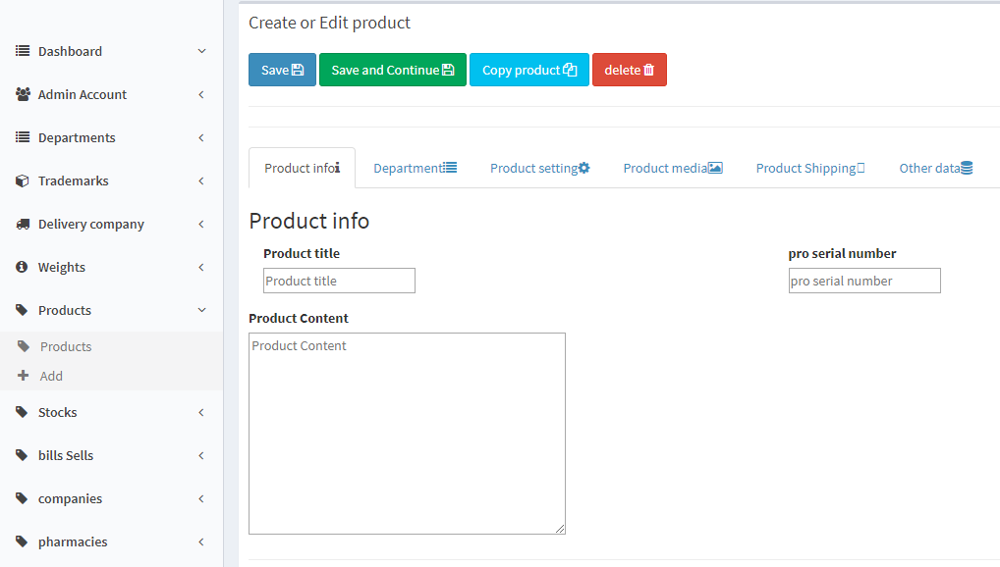 Dashboard
Admin Account
Departments
Trademarks
Delivery company
Weights
Products
Products
Add
Stocks
bills Sells
companies
pharmacies
Create or Edit product
Save
Save and Continue
Copy product
delete
Product info
Department
Product setting
Product media
Product Shipping
Other data
Product info
Product title
pro serial number
Product title
pro serial number
Product Content
Product Content